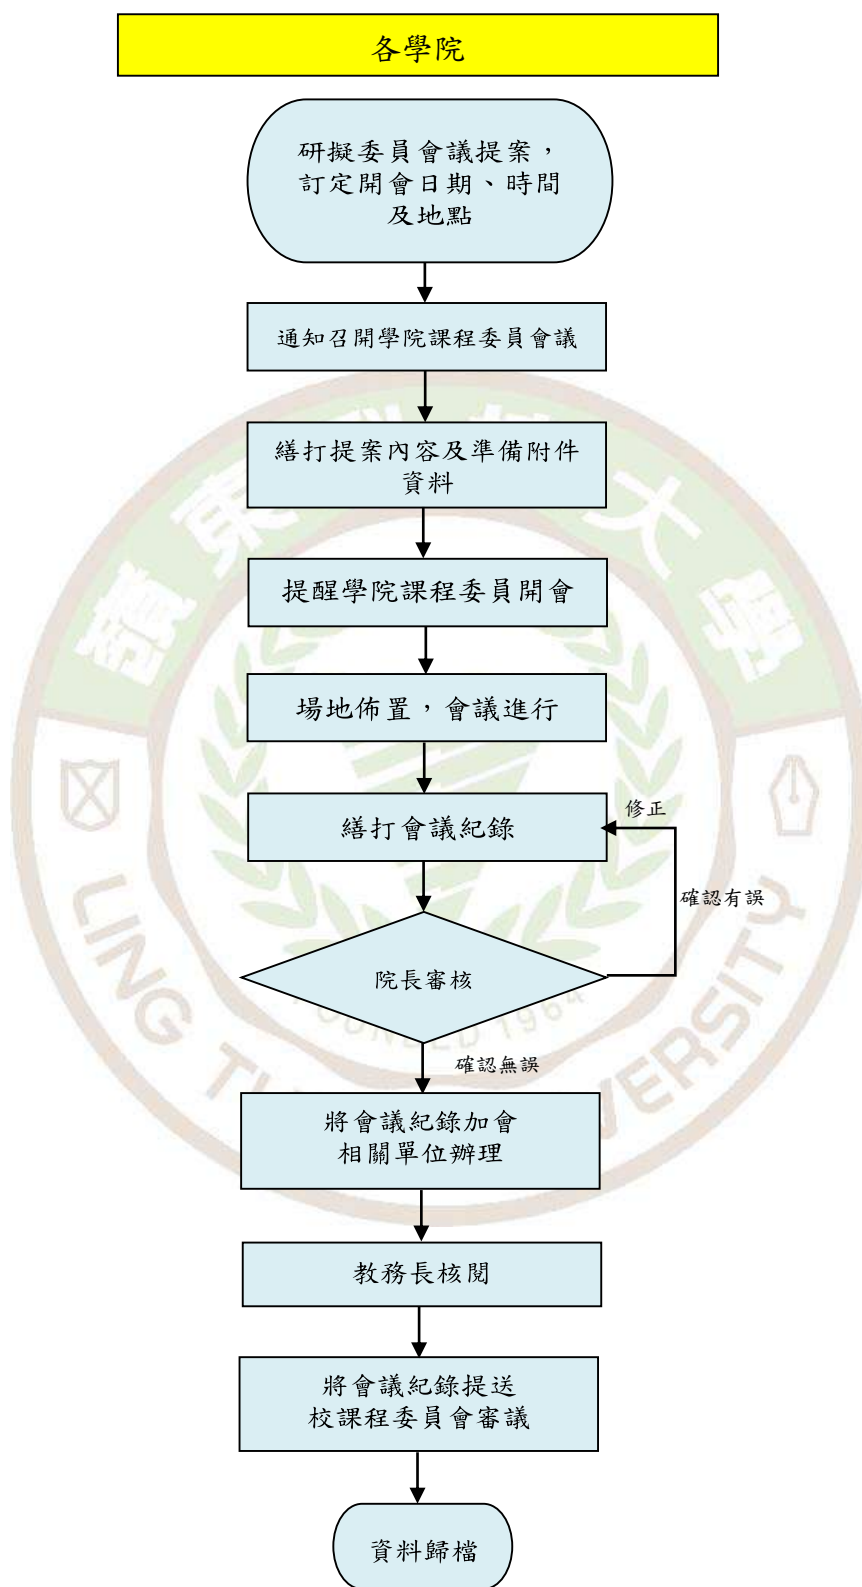 各學院
研擬委員會議提案，
訂定開會日期、時間
及地點
通知召開學院課程委員會議
繕打提案內容及準備附件
資料
提醒學院課程委員開會
場地佈置，會議進行
繕打會議紀錄
修正
確認有誤
院長審核
確認無誤
將會議紀錄加會
相關單位辦理
教務長核閱
將會議紀錄提送
校課程委員會審議
資料歸檔
東
大學
LING
UNIVERSITY
1964